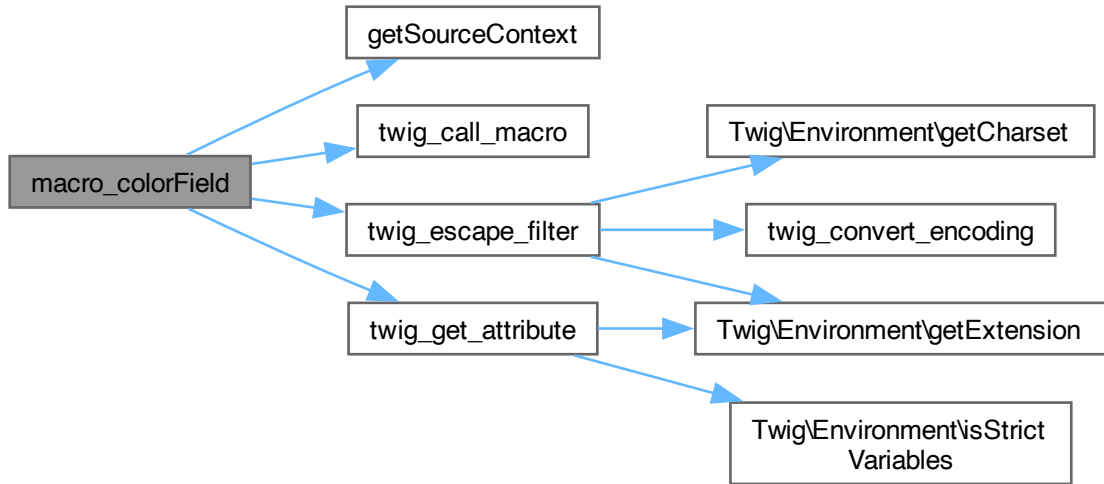 getSourceContext
twig_call_macro
Twig\Environment\getCharset
macro_colorField
twig_escape_filter
twig_convert_encoding
twig_get_attribute
Twig\Environment\getExtension
Twig\Environment\isStrict
Variables